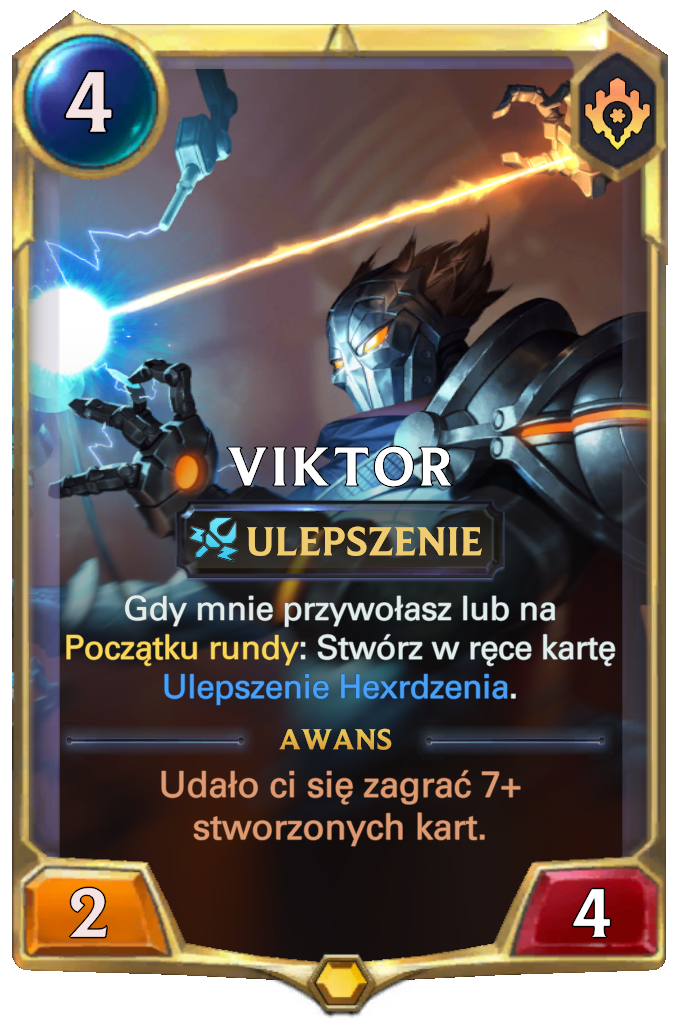 4
VIKTOR
ULEPSZENIE
Gdy mnie przywołasz lub na
Początku rundy: Stwórz w ręce kartę
Ulepszenie Hexrdzenia.
AWANS
Udało ci się zagrać 7+
stworzonych kart.
2
4